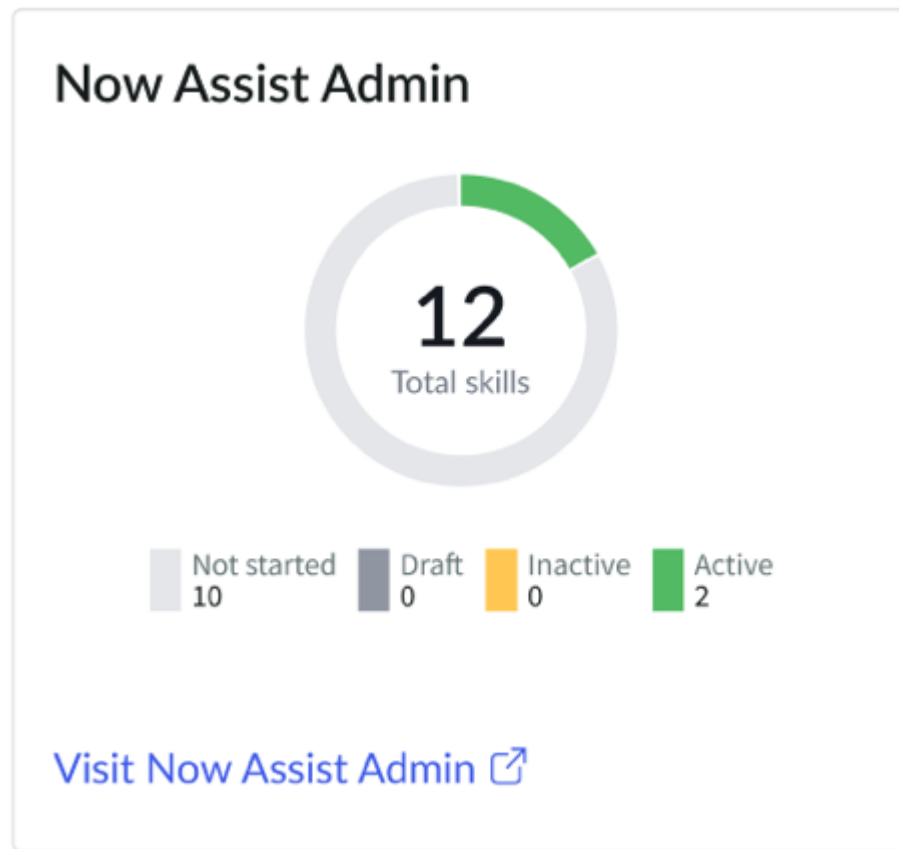 Now Assist Admin
12
Total skills
Not started
10
Draft
0
Inactive
0
Active
2
Visit Now Assist Admin